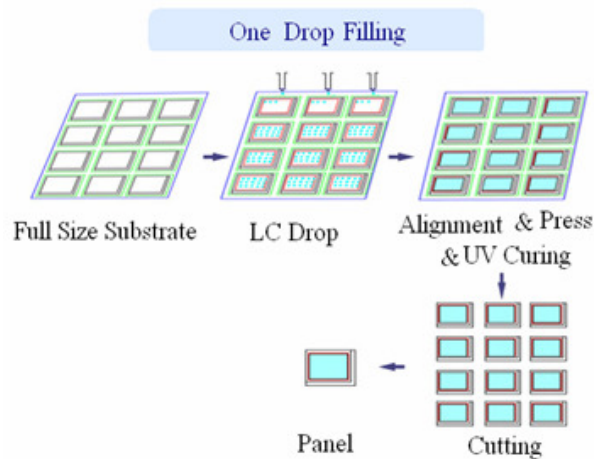 One Drop Filling
Full Size Substrate
LC Drop
Alignment & Press
& UV Curing
Panel
Cutting